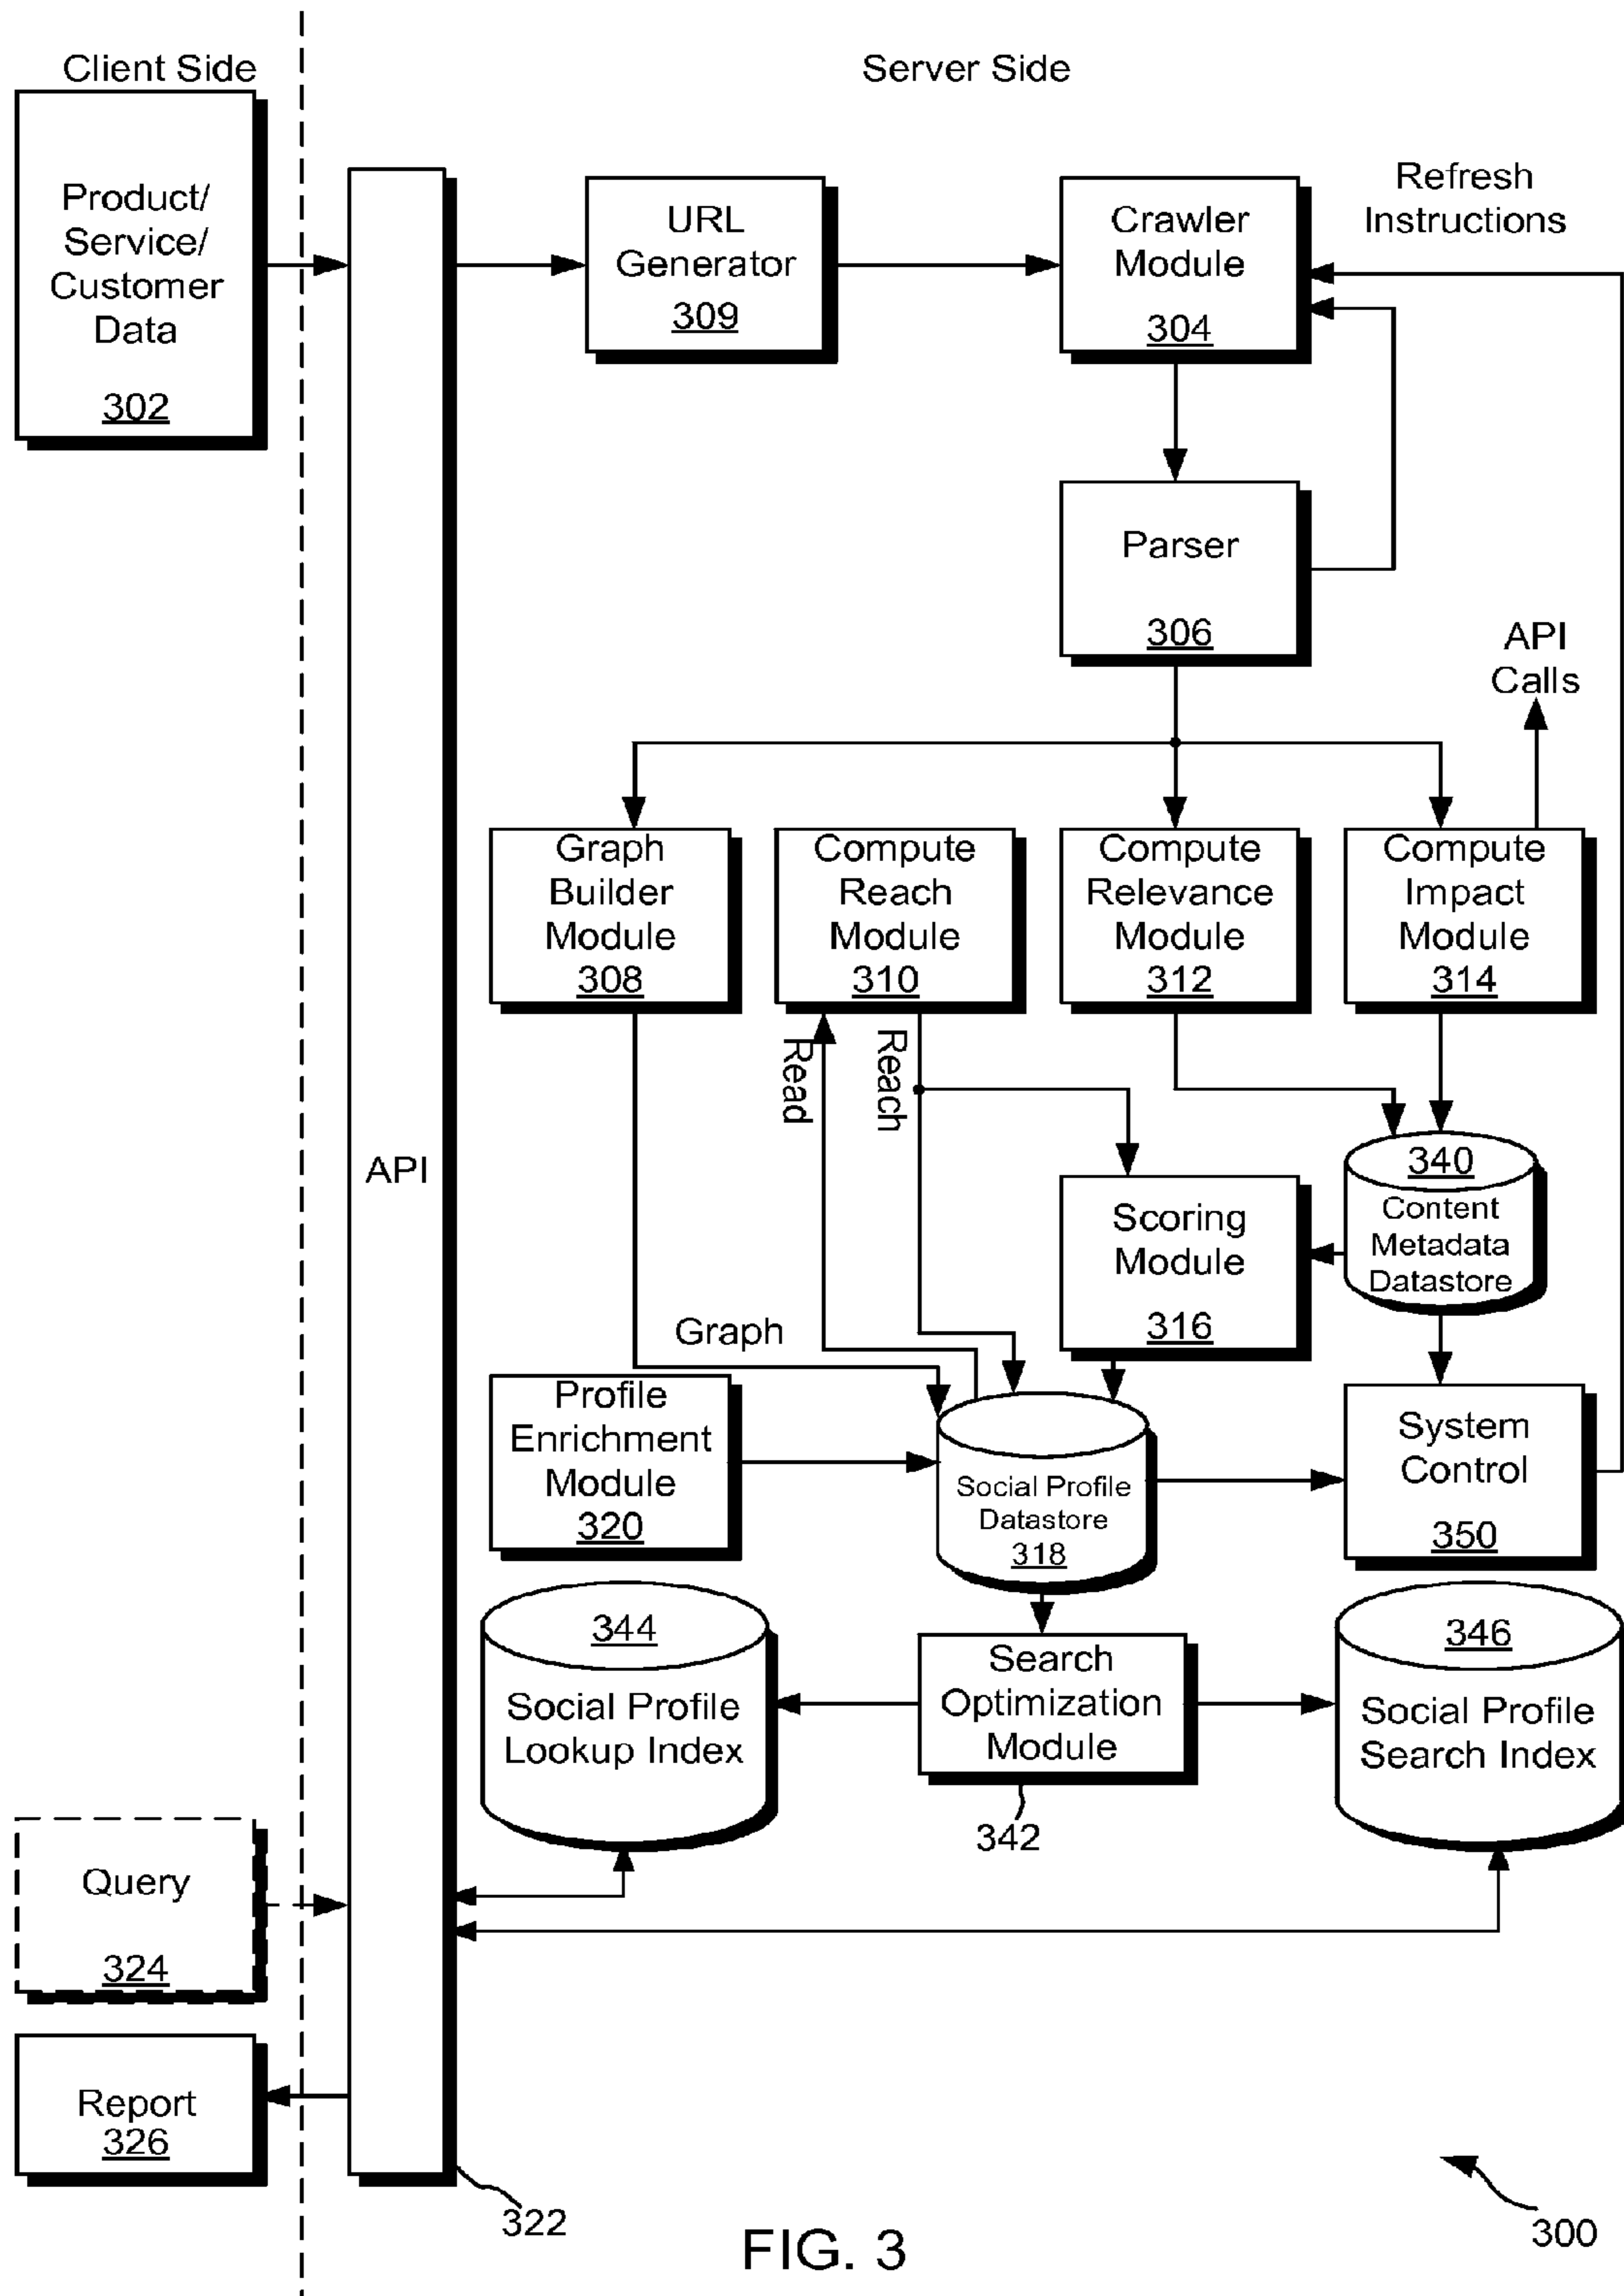 Client Side
Server Side
Product/
Service/
Customer
Data
302
URL
Generator
309
Crawler
Module
304
Refresh
Instructions
Parser
306
API
Calls
Graph
Builder
Module
308
Compute
Reach
Module
310
Compute
Relevance
Module
312
Compute
Impact
Module
314
Read
Reach
API
340
Content
Metadata
Datastore
Scoring
Module
316
Graph
Profile
Enrichment
Module
320
Social Profile
Datastore
318
System
Control
350
344
Social Profile
Lookup Index
Search
Optimization
Module
342
346
Social Profile
Search Index
Query
324
Report
326
322
300
FIG. 3